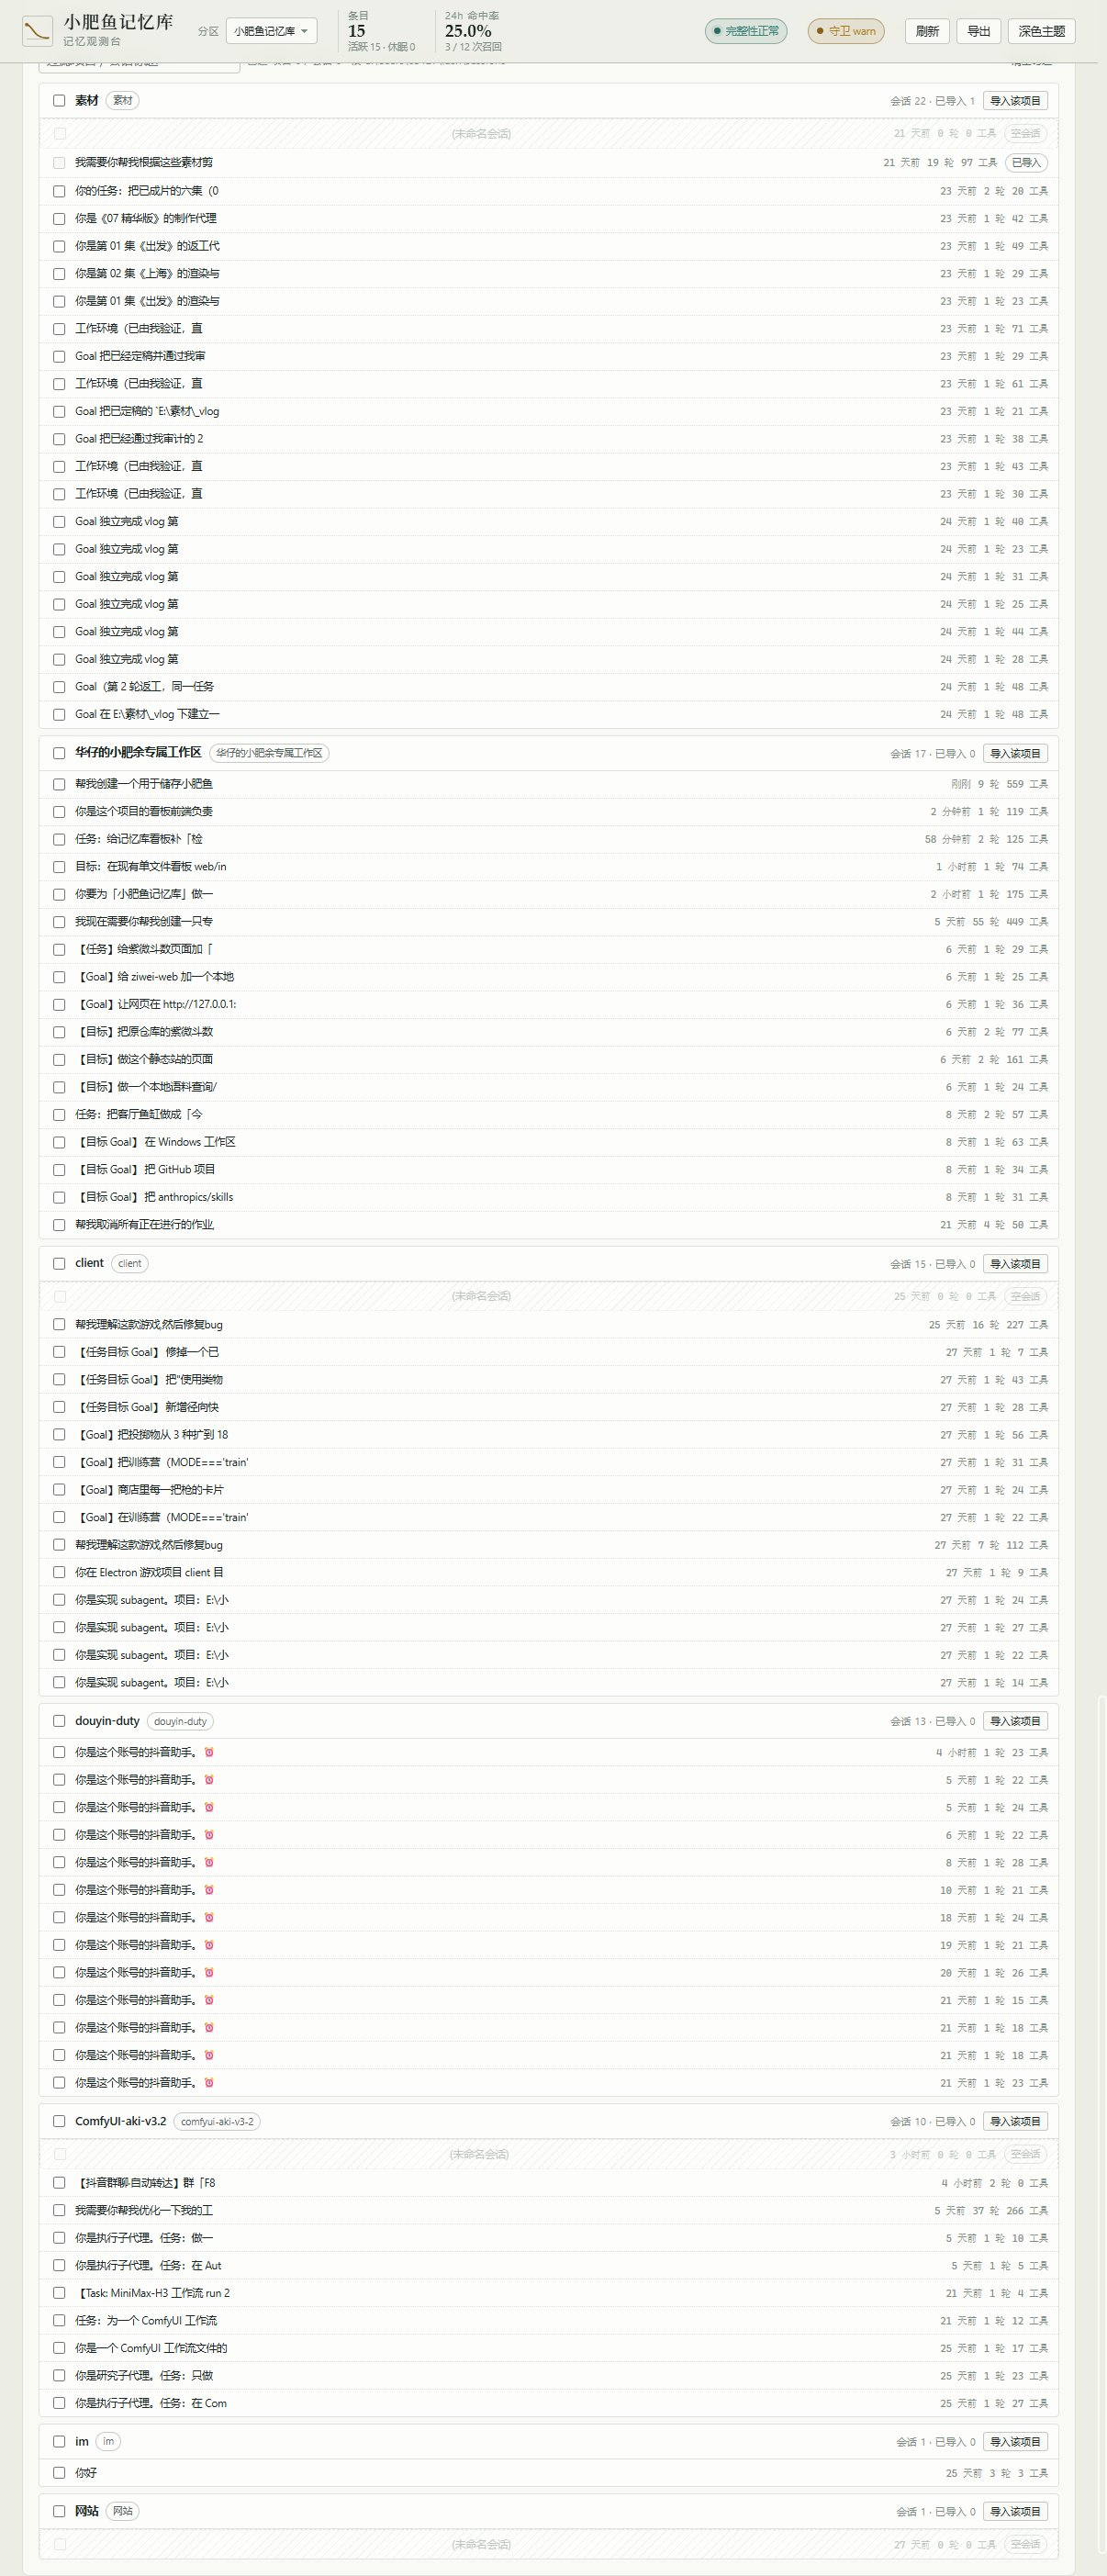 小肥鱼记忆库
记忆观测台
分区 小肥鱼记忆库
条目
15
活跃 15 · 休眠 0
24h 命中率
25.0%
3 / 12 次召回
完整性正常
守卫 warn
刷新
导出
深色主题
素材 素材 会话 22 · 已导入 1 导入该项目
(未命名会话) 21 天前 0 轮 0 工具 空会话
我需要你帮我根据这些素材剪 21 天前 19 轮 97 工具 已导入
你的任务：把已成片的六集（0 23 天前 2 轮 20 工具
你是《07 精华版》的制作代理 23 天前 1 轮 42 工具
你是第 01 集《出发》的返工代 23 天前 1 轮 49 工具
你是第 02 集《上海》的渲染与 23 天前 1 轮 29 工具
你是第 01 集《出发》的渲染与 23 天前 1 轮 23 工具
工作环境（已由我验证，直 23 天前 1 轮 71 工具
Goal 把已经定稿并通过我审 23 天前 1 轮 29 工具
工作环境（已由我验证，直 23 天前 1 轮 61 工具
Goal 把已定稿的 `E:\素材\_vlog 23 天前 1 轮 21 工具
Goal 把已经通过我审计的 2 23 天前 1 轮 38 工具
工作环境（已由我验证，直 23 天前 1 轮 43 工具
工作环境（已由我验证，直 23 天前 1 轮 30 工具
Goal 独立完成 vlog 第 24 天前 1 轮 40 工具
Goal 独立完成 vlog 第 24 天前 1 轮 23 工具
Goal 独立完成 vlog 第 24 天前 1 轮 31 工具
Goal 独立完成 vlog 第 24 天前 1 轮 25 工具
Goal 独立完成 vlog 第 24 天前 1 轮 44 工具
Goal 独立完成 vlog 第 24 天前 1 轮 28 工具
Goal（第 2 轮返工，同一任务 24 天前 1 轮 48 工具
Goal 在 E:\素材\_vlog 下建立一 24 天前 1 轮 48 工具
华仔的小肥余专属工作区 华仔的小肥余专属工作区 会话 17 · 已导入 0 导入该项目
帮我创建一个用于储存小肥鱼 刚刚 9 轮 559 工具
你是这个项目的看板前端负责 2 分钟前 1 轮 119 工具
任务：给记忆库看板补「检 58 分钟前 2 轮 125 工具
目标：在现有单文件看板 web/in 1 小时前 1 轮 74 工具
你要为「小肥鱼记忆库」做一 2 小时前 1 轮 175 工具
我现在需要你帮我创建一只专 5 天前 55 轮 449 工具
【任务】给紫微斗数页面加「 6 天前 1 轮 29 工具
【Goal】给 ziwei-web 加一个本地 6 天前 1 轮 25 工具
【Goal】让网页在 http://127.0.0.1: 6 天前 1 轮 36 工具
【目标】把原仓库的紫微斗数 6 天前 2 轮 77 工具
【目标】做这个静态站的页面 6 天前 2 轮 161 工具
【目标】做一个本地语料查询/ 6 天前 1 轮 24 工具
任务：把客厅鱼缸做成「今 8 天前 2 轮 57 工具
【目标 Goal】 在 Windows 工作区 8 天前 1 轮 63 工具
【目标 Goal】 把 GitHub 项目 8 天前 1 轮 34 工具
【目标 Goal】 把 anthropics/skills 8 天前 1 轮 31 工具
帮我取消所有正在进行的作业, 21 天前 4 轮 50 工具
client client 会话 15 · 已导入 0 导入该项目
(未命名会话) 25 天前 0 轮 0 工具 空会话
帮我理解这款游戏,然后修复bug 25 天前 16 轮 227 工具
【任务目标 Goal】 修掉一个已 27 天前 1 轮 7 工具
【任务目标 Goal】 把"使用类物 27 天前 1 轮 43 工具
【任务目标 Goal】 新增径向快 27 天前 1 轮 28 工具
【Goal】把投掷物从 3 种扩到 18 27 天前 1 轮 56 工具
【Goal】把训练营（MODE==='train' 27 天前 1 轮 31 工具
【Goal】商店里每一把枪的卡片 27 天前 1 轮 24 工具
【Goal】在训练营（MODE==='train' 27 天前 1 轮 22 工具
帮我理解这款游戏,然后修复bug 27 天前 7 轮 112 工具
你在 Electron 游戏项目 client 目 27 天前 1 轮 9 工具
你是实现 subagent。项目：E:\小 27 天前 1 轮 24 工具
你是实现 subagent。项目：E:\小 27 天前 1 轮 27 工具
你是实现 subagent。项目：E:\小 27 天前 1 轮 22 工具
你是实现 subagent。项目：E:\小 27 天前 1 轮 14 工具
douyin-duty douyin-duty 会话 13 · 已导入 0 导入该项目
你是这个账号的抖音助手。⏰ 4 小时前 1 轮 23 工具
你是这个账号的抖音助手。⏰ 5 天前 1 轮 22 工具
你是这个账号的抖音助手。⏰ 5 天前 1 轮 24 工具
你是这个账号的抖音助手。⏰ 6 天前 1 轮 22 工具
你是这个账号的抖音助手。⏰ 8 天前 1 轮 28 工具
你是这个账号的抖音助手。⏰ 10 天前 1 轮 21 工具
你是这个账号的抖音助手。⏰ 18 天前 1 轮 24 工具
你是这个账号的抖音助手。⏰ 19 天前 1 轮 21 工具
你是这个账号的抖音助手。⏰ 20 天前 1 轮 26 工具
你是这个账号的抖音助手。⏰ 21 天前 1 轮 15 工具
你是这个账号的抖音助手。⏰ 21 天前 1 轮 18 工具
你是这个账号的抖音助手。⏰ 21 天前 1 轮 18 工具
你是这个账号的抖音助手。⏰ 21 天前 1 轮 23 工具
ComfyUI-aki-v3.2 comfyui-aki-v3-2 会话 10 · 已导入 0 导入该项目
(未命名会话) 3 小时前 0 轮 0 工具 空会话
【抖音群聊·自动转达】群「F8 4 小时前 2 轮 0 工具
我需要你帮我优化一下我的工 5 天前 37 轮 266 工具
你是执行子代理。任务：做一 5 天前 1 轮 10 工具
你是执行子代理。任务：在 Aut 5 天前 1 轮 5 工具
【Task: MiniMax-H3 工作流 run 2 21 天前 1 轮 4 工具
任务：为一个 ComfyUI 工作流 21 天前 1 轮 12 工具
你是一个 ComfyUI 工作流文件的 25 天前 1 轮 17 工具
你是研究子代理。任务：只做 25 天前 1 轮 23 工具
你是执行子代理。任务：在 Com 25 天前 1 轮 27 工具
im im 会话 1 · 已导入 0 导入该项目
你好 25 天前 3 轮 3 工具
网站 网站 会话 1 · 已导入 0 导入该项目
(未命名会话) 27 天前 0 轮 0 工具 空会话